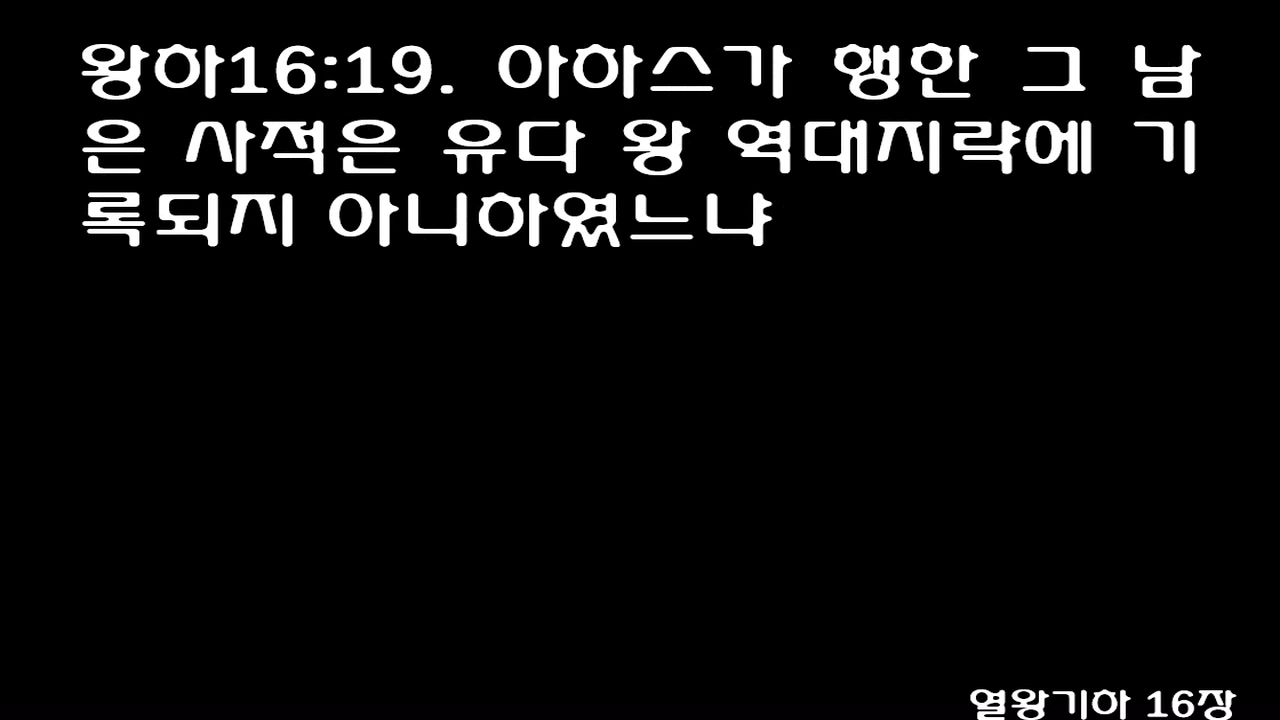 왕하16:19. 아하스가 행한 그 남
은 사적은 유다 왕 역대지략에 기
록되지 아니하였느냐
열왕기하 16장